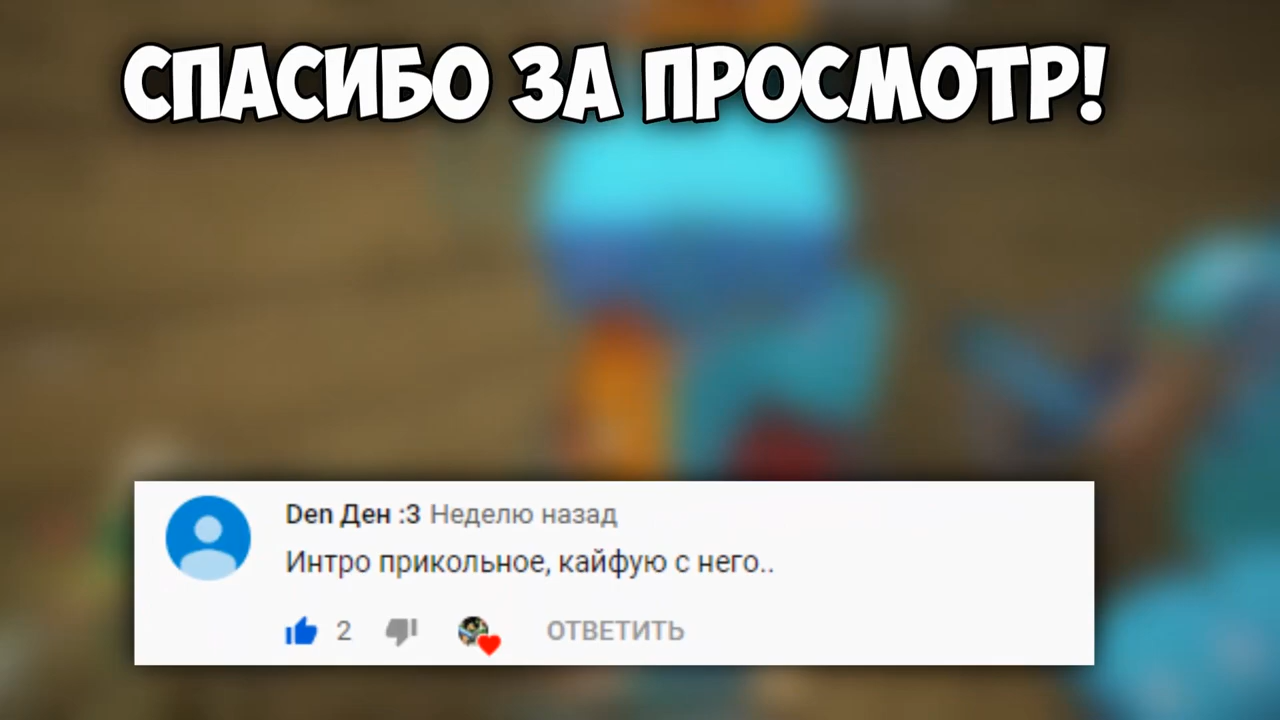 СПАСИБО ЗА ПРОСМОТР!
Den Ден :3 Неделю назад
Интро прикольное, кайфую с него..
2 ОТВЕТИТЬ